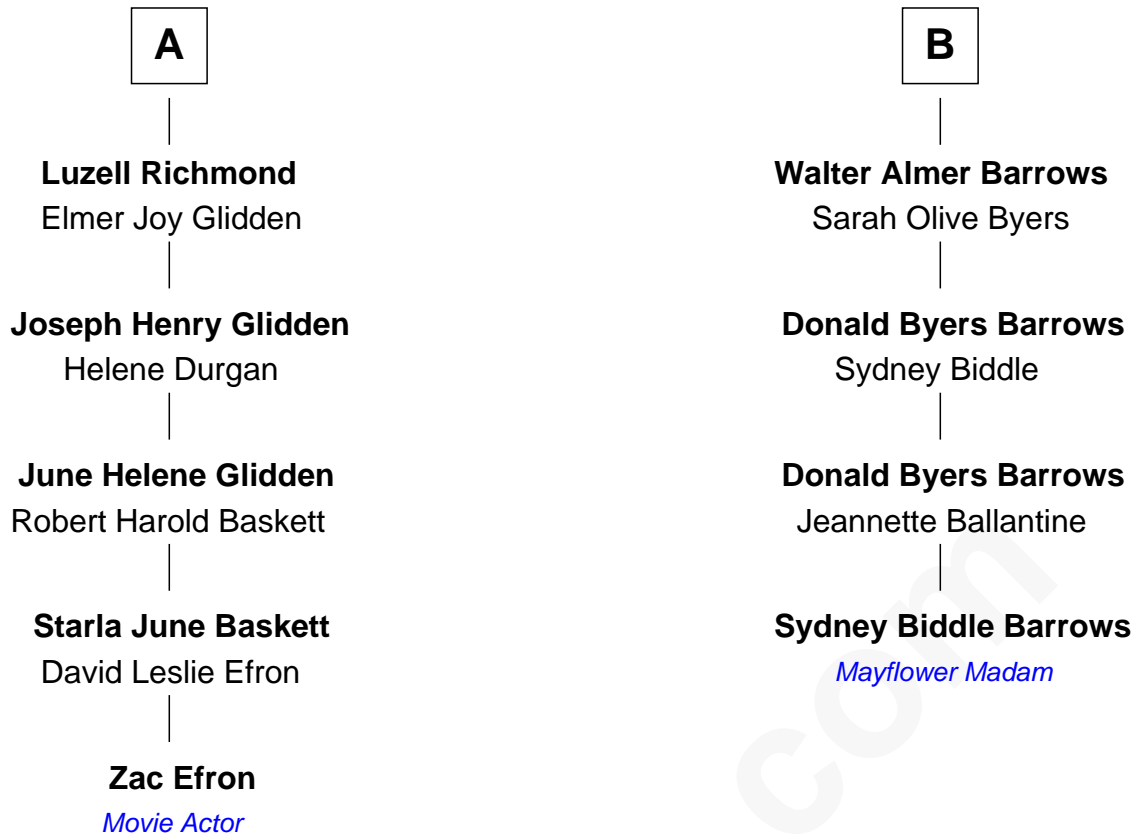 A
Luzell Richmond
Elmer Joy Glidden
Joseph Henry Glidden
Helene Durgan
June Helene Glidden
Robert Harold Baskett
Starla June Baskett
David Leslie Efron
Zac Efron
Movie Actor
B
Walter Almer Barrows
Sarah Olive Byers
Donald Byers Barrows
Sydney Biddle
Donald Byers Barrows
Jeannette Ballantine
Sydney Biddle Barrows
Mayflower Madam
com